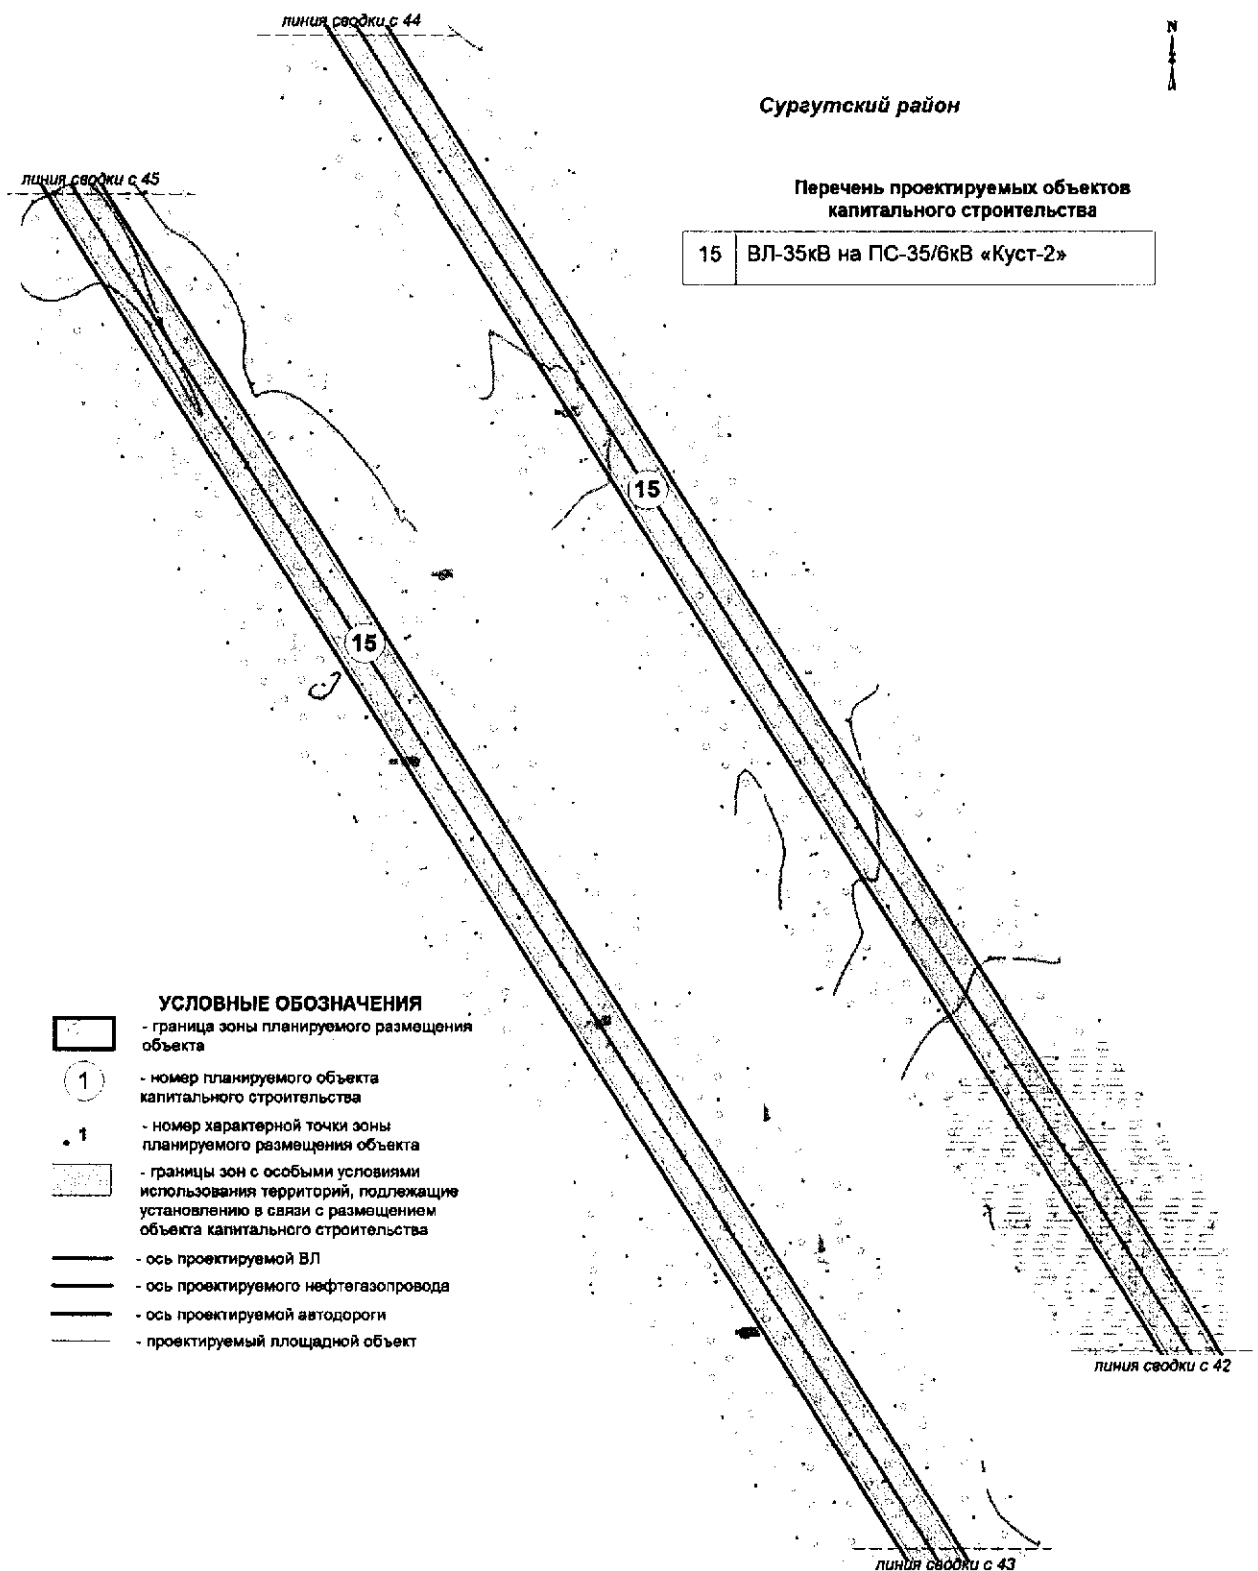 линия сводки с 44
N
Сургутский район
линия сводки с 45
Перечень проектируемых объектов
капитального строительства
15 ВЛ-35кВ на ПС-35/6кВ «Куст-2»
15
15
УСЛОВНЫЕ ОБОЗНАЧЕНИЯ
- граница зоны планируемого размещения
объекта
1 - номер планируемого объекта
капитального строительства
1 - номер характерной точки зоны
планируемого размещения объекта
- границы зон с особыми условиями
использования территорий, подлежащие
установлению в связи с размещением
объекта капитального строительства
- ось проектируемой ВЛ
- ось проектируемого нефтегазопровода
- ось проектируемой автодороги
- проектируемый площадной объект
линия сводки с 42
линия сводки с 43